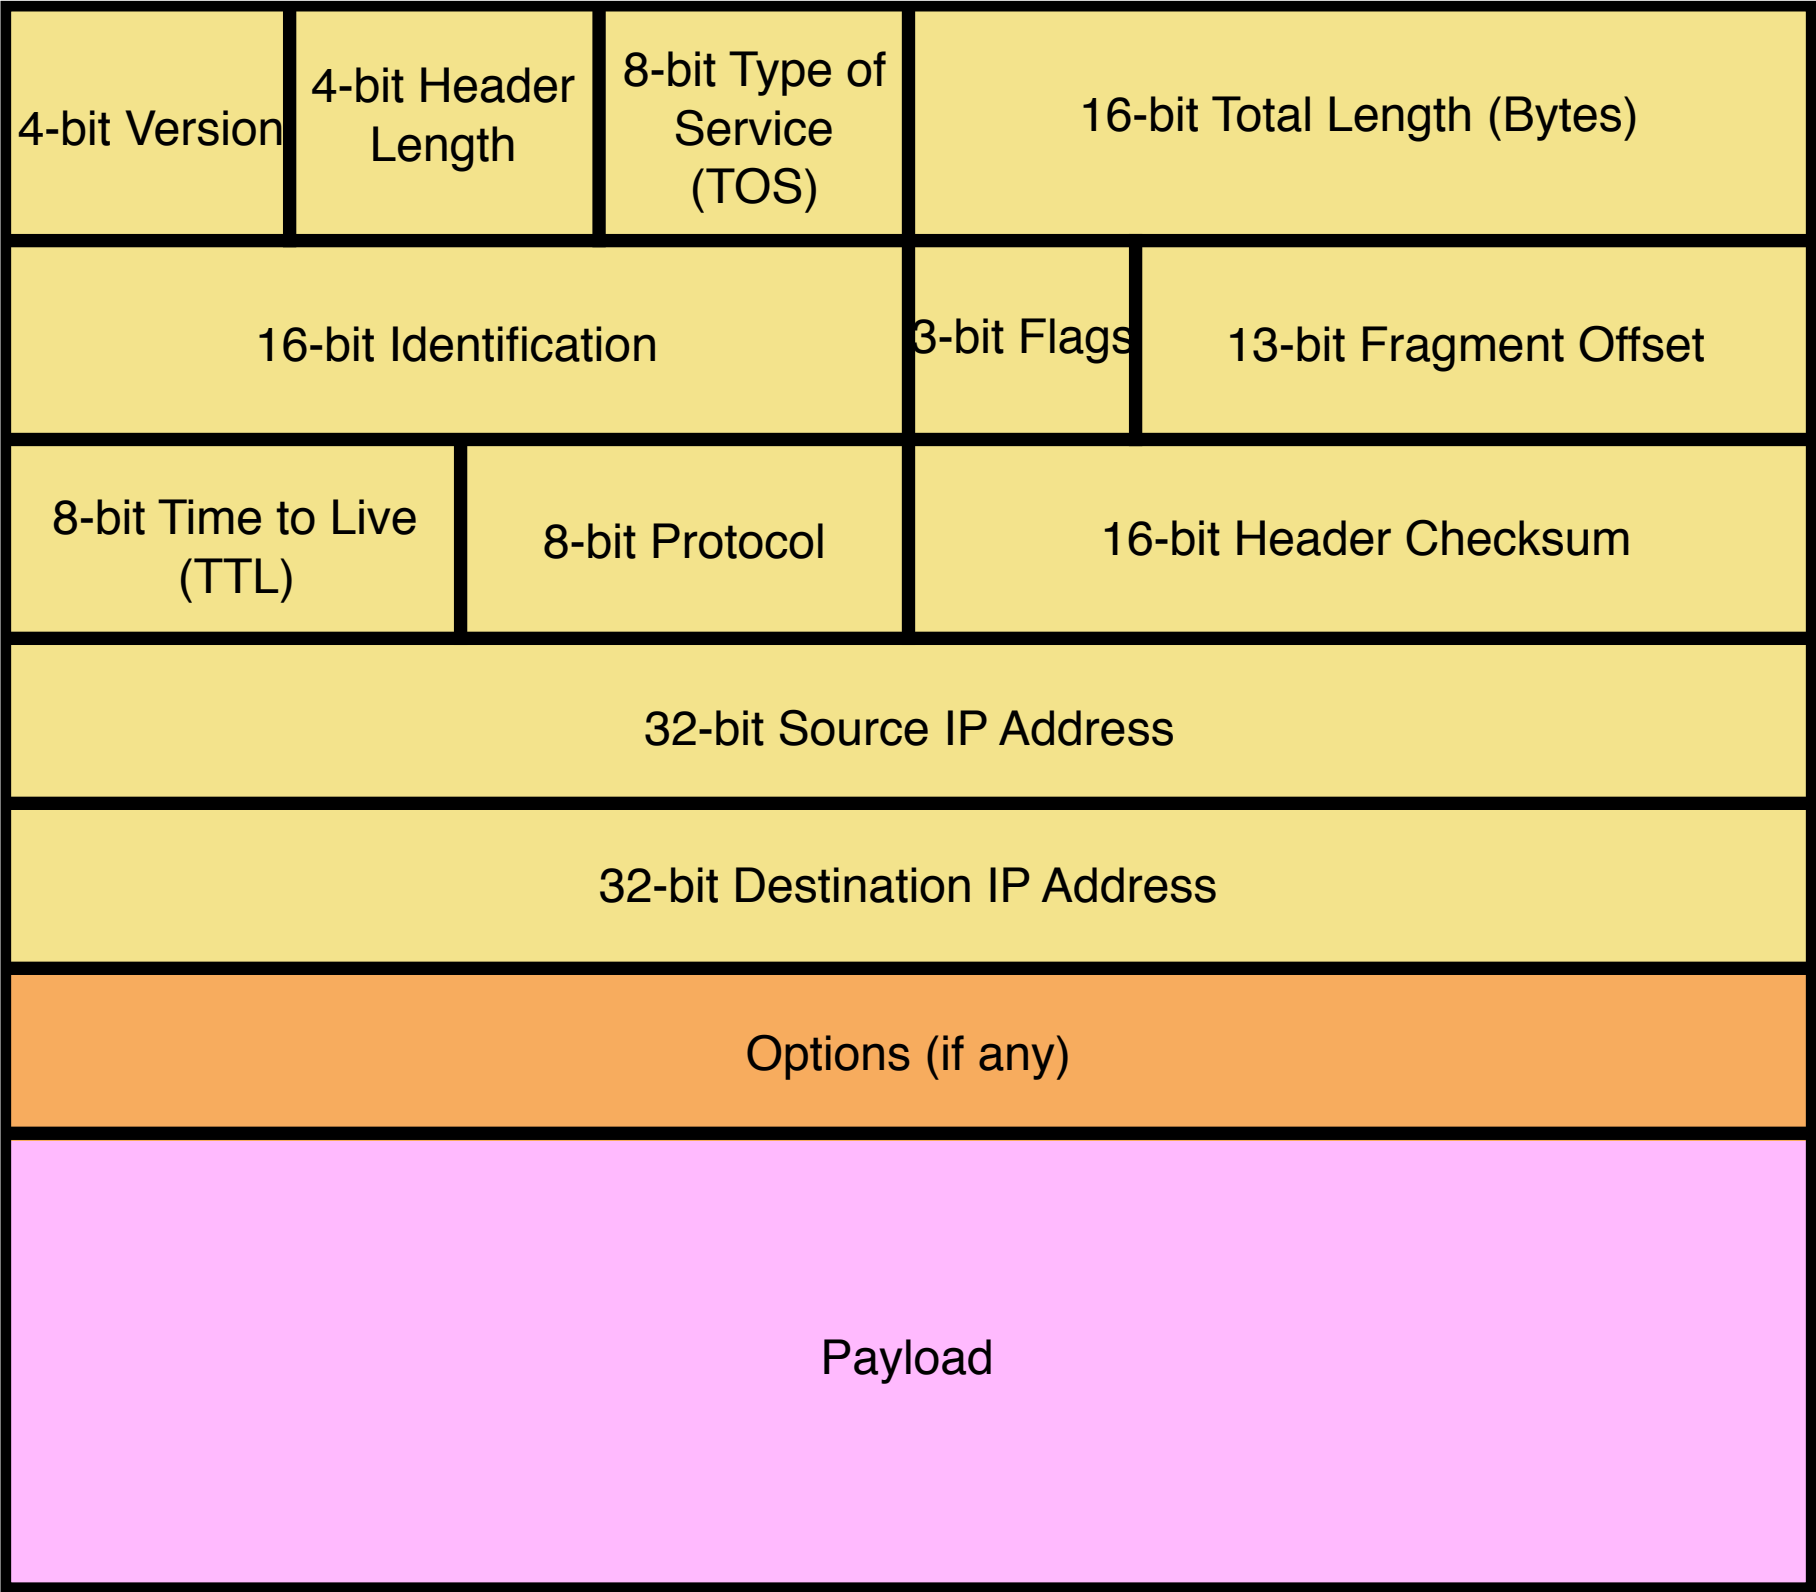 4-bit Version
4-bit Header
Length
8-bit Type of
Service
(TOS)
16-bit Total Length (Bytes)
16-bit Identification
3-bit Flags
13-bit Fragment Offset
8-bit Time to Live
(TTL)
8-bit Protocol
16-bit Header Checksum
32-bit Source IP Address
32-bit Destination IP Address
Options (if any)
Payload